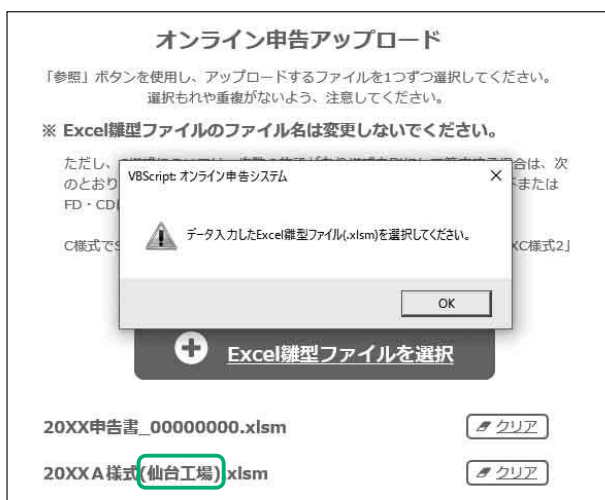 オンライン申告アップロード
「参照」ボタンを使用し、アップロードするファイルを1つずつ選択してください。
選択もれや重複がないよう、注意してください。
※ Excel雛型ファイルのファイル名は変更しないでください。
ただし、
場合は、次
のとおり
または
FD・CD
C様式で
XC様式2」
VBScript: オンライン申告システム
データ入力したExcel雛型ファイル(.xlsm)を選択してください。
OK
Excel雛型ファイルを選択
20XX申告書_00000000.xlsm
クリア
20XXA様式(仙台工場).xlsm
クリア